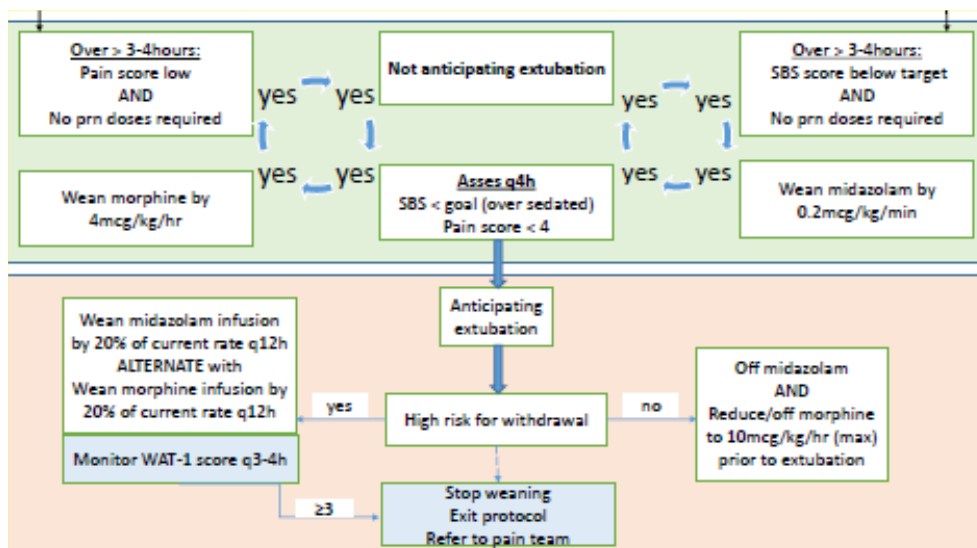 Over > 3-4hours:
Pain score low
AND
No prn doses required
yes
yes
Not anticipating extubation
yes
yes
Over > 3-4hours:
SBS score below target
AND
No prn doses required
Wean morphine by
4mcg/kg/hr
yes
yes
Asses q4h
SBS < goal (over sedated)
Pain score < 4
yes
yes
Wean midazolam by
0.2mcg/kg/min
Anticipating
extubation
Wean midazolam infusion
by 20% of current rate q12h
ALTERNATE with
Wean morphine infusion by
20% of current rate q12h
yes
High risk for withdrawal
no
Off midazolam
AND
Reduce/off morphine
to 10mcg/kg/hr (max)
prior to extubation
Monitor WAT-1 score q3-4h
≥3
Stop weaning
Exit protocol
Refer to pain team